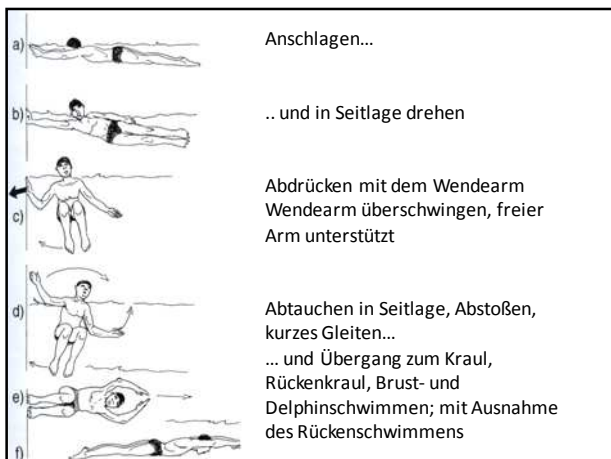 a)
Anschlagen…
b)
.. und in Seitlage drehen
c)
Abdrücken mit dem Wendearm
Wendearm überschwingen, freier
Arm unterstützt
d)
Abtauchen in Seitlage, Abstoßen,
kurzes Gleiten…
e)
… und Übergang zum Kraul,
Rückenkraul, Brust- und
Delphinschwimmen; mit Ausnahme
des Rückenschwimmens
f)